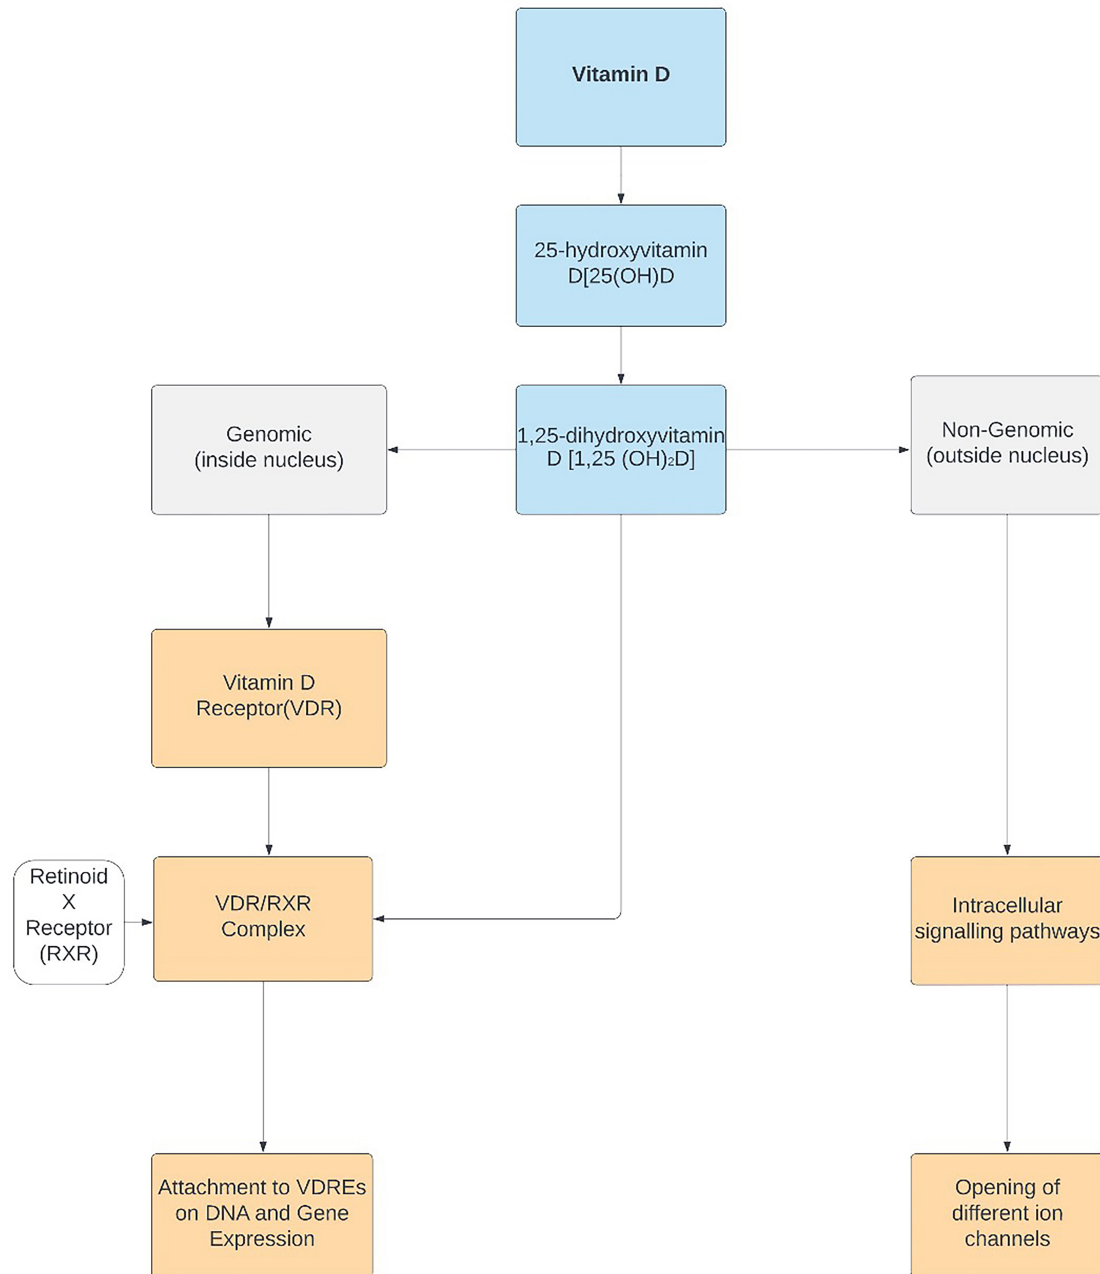 Vitamin D
25-hydroxyvitamin
D[25(OH)D
Genomic
(inside nucleus)
1,25-dihydroxyvitamin
D [1,25 (OH)₂D]
Non-Genomic
(outside nucleus)
Vitamin D
Receptor(VDR)
Retinoid
X
Receptor
(RXR)
VDR/RXR
Complex
Intracellular
signalling pathways
Attachment to VDREs
on DNA and Gene
Expression
Opening of
different ion
channels